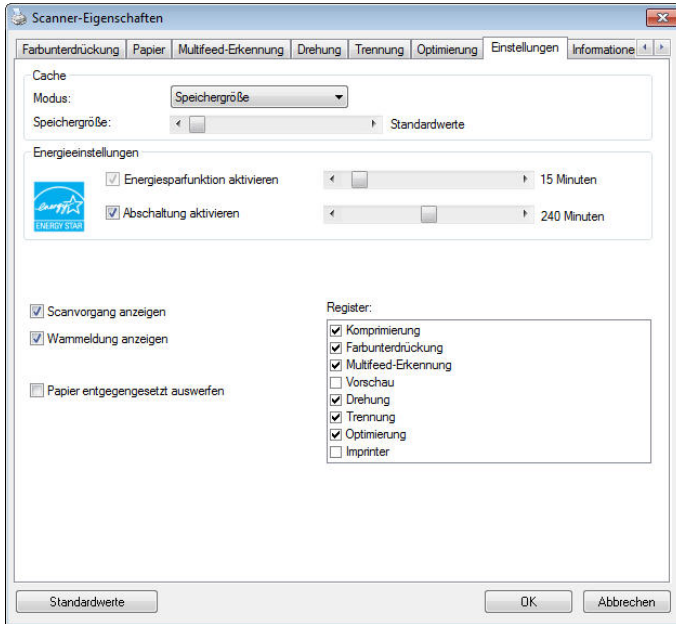 Scanner-Eigenschaften
Farbunterdrückung Papier Multifeed-Erkennung Drehung Trennung Optimierung Einstellungen Informatione
Cache
Modus: Speichergröße
Speichergröße: Standardwerte
Energieeinstellungen
Energiesparfunktion aktivieren 15 Minuten
energy
ENERGY STAR
Abschaltung aktivieren 240 Minuten
Scanvorgang anzeigen
Warnmeldung anzeigen
Papier entgegengesetzt auswerfen
Register:
Komprimierung
Farbunterdrückung
Multifeed-Erkennung
Vorschau
Drehung
Trennung
Optimierung
Imprinter
Standardwerte OK Abbrechen